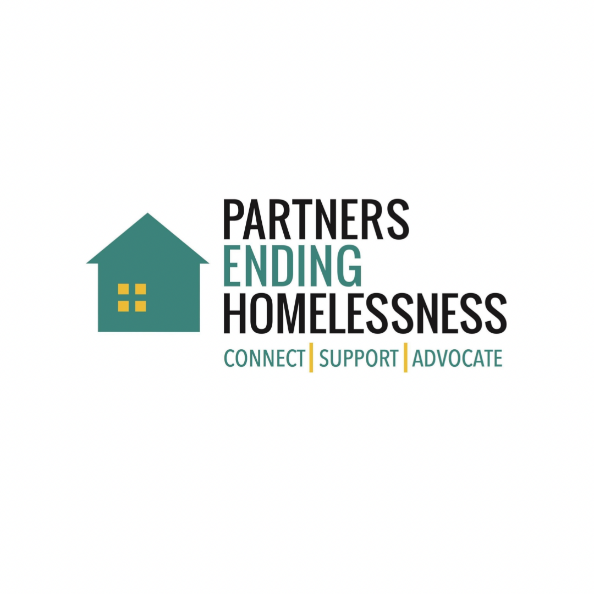 PARTNERS
ENDING
HOMELESSNESS
CONNECT | SUPPORT | ADVOCATE